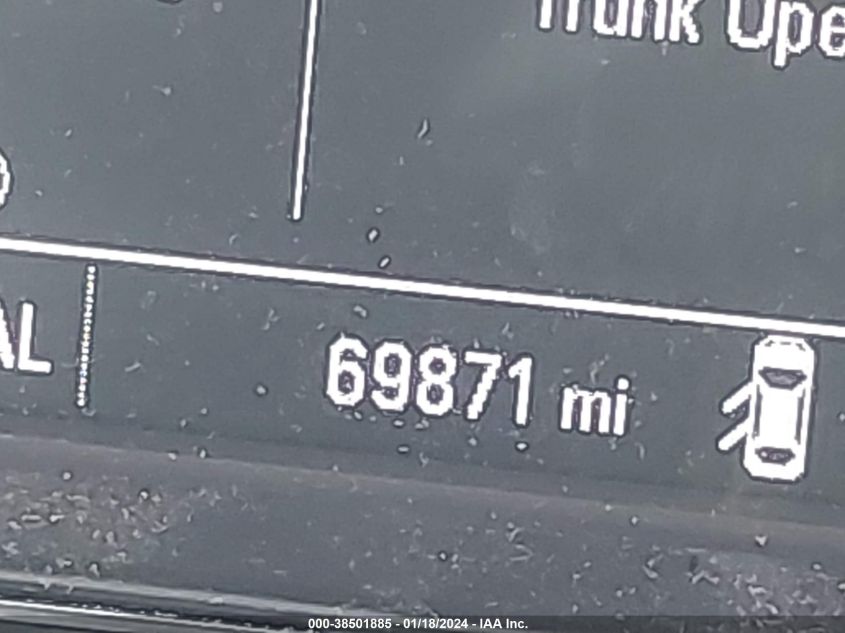 Trunk Ope
AL
69871 mi
000-38501885 - 01/18/2024 - IAA Inc.